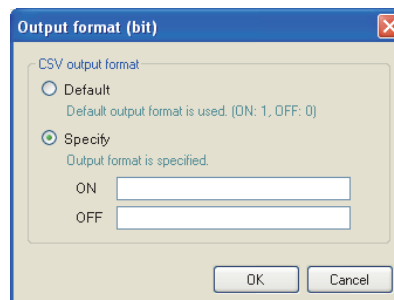 Output format (bit)
CSV output format
Default
Default output format is used. (ON: 1, OFF: 0)
Specify
Output format is specified.
ON
OFF
OK Cancel